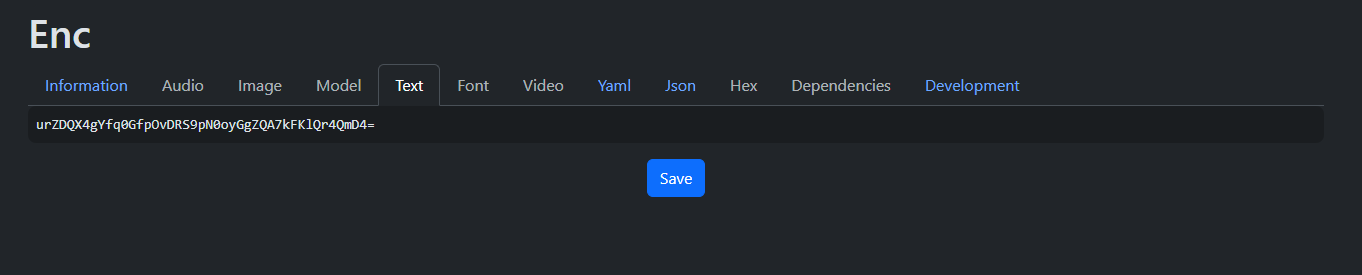 Enc
Information Audio Image Model Text Font Video Yaml Json Hex Dependencies Development
urZDQX4gYfq0GfpOvDRS9pN0oyGgZQA7kFKlQr4QmD4=
Save